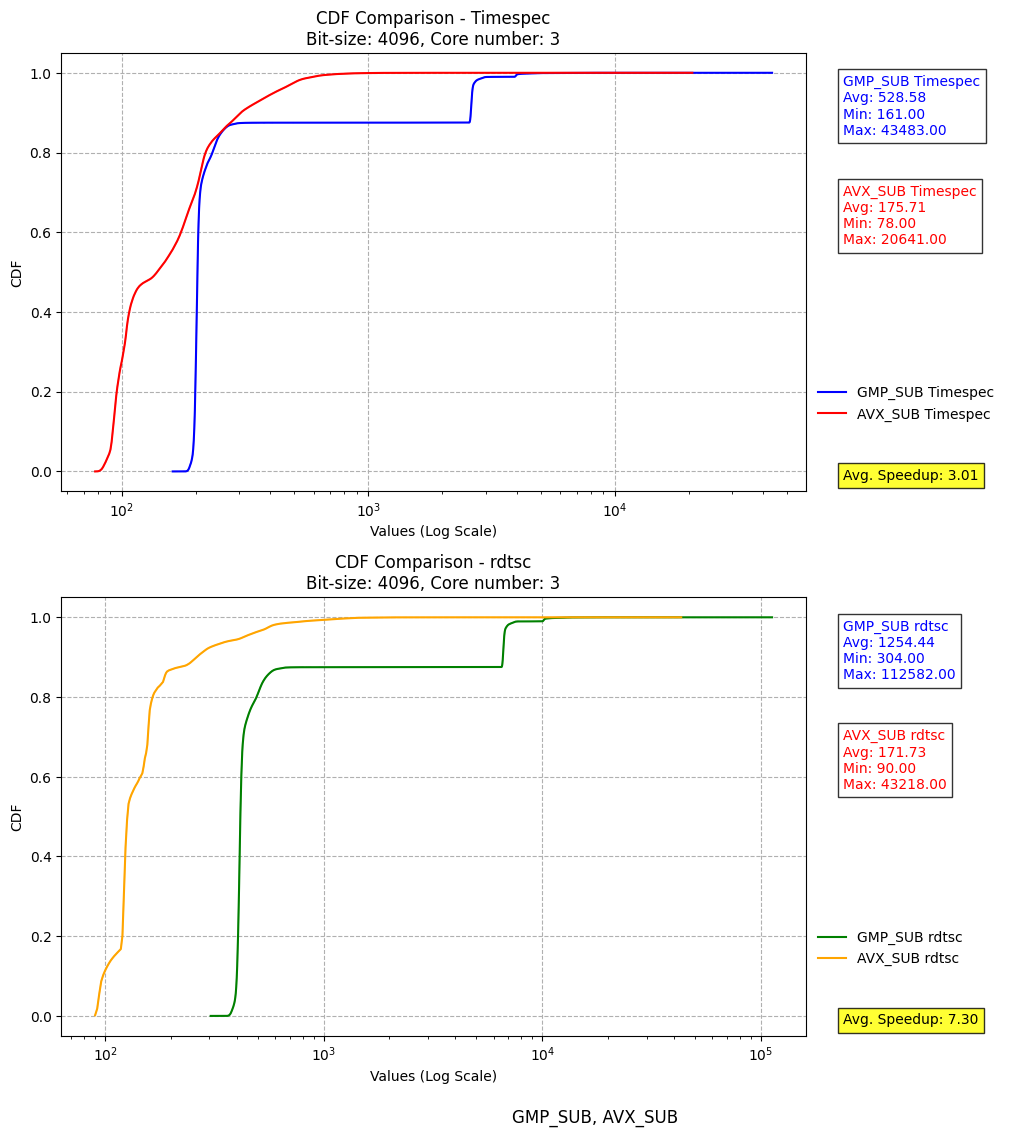 CDF Comparison - Timespec
Bit-size: 4096, Core number: 3
1.0
0.8
0.6
0.4
0.2
0.0
CDF
10²
10³
10⁴
Values (Log Scale)
GMP_SUB Timespec
Avg: 528.58
Min: 161.00
Max: 43483.00
AVX_SUB Timespec
Avg: 175.71
Min: 78.00
Max: 20641.00
GMP_SUB Timespec
AVX_SUB Timespec
Avg. Speedup: 3.01
CDF Comparison - rdtsc
Bit-size: 4096, Core number: 3
1.0
0.8
0.6
0.4
0.2
0.0
CDF
10²
10³
10⁴
10⁵
Values (Log Scale)
GMP_SUB rdtsc
Avg: 1254.44
Min: 304.00
Max: 112582.00
AVX_SUB rdtsc
Avg: 171.73
Min: 90.00
Max: 43218.00
GMP_SUB rdtsc
AVX_SUB rdtsc
Avg. Speedup: 7.30
GMP_SUB, AVX_SUB